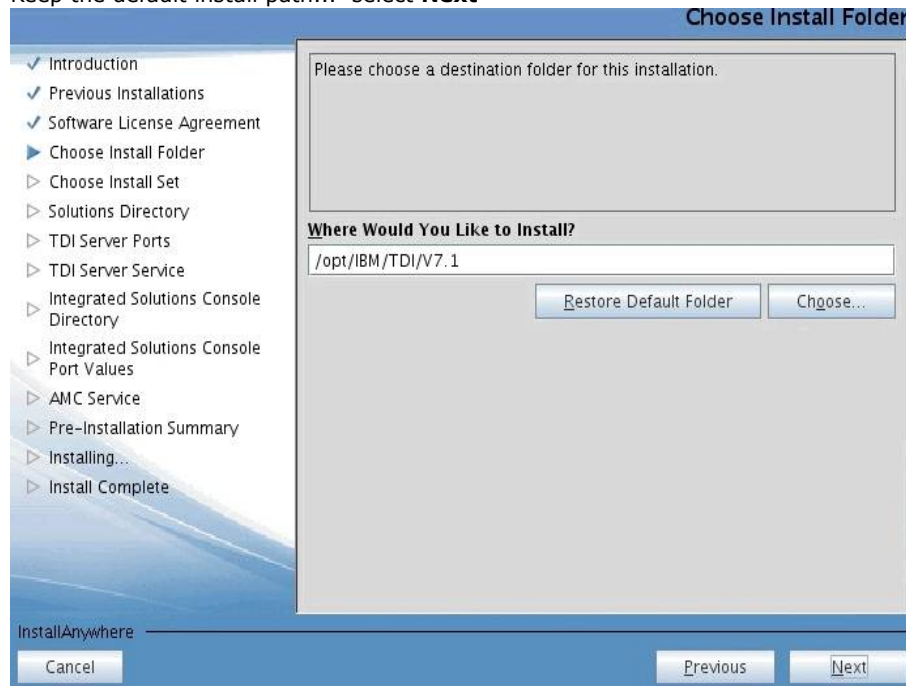 Keep the default install path... select Next
Choose Install Folder
Introduction
Previous Installations
Software License Agreement
Choose Install Folder
Choose Install Set
Solutions Directory
TDI Server Ports
TDI Server Service
Integrated Solutions Console
Directory
Integrated Solutions Console
Port Values
AMC Service
Pre-Installation Summary
Installing...
Install Complete
Please choose a destination folder for this installation.
Where Would You Like to Install?
/opt/IBM/TDI/V7.1
Restore Default Folder
Choose...
InstallAnywhere
Cancel
Previous
Next